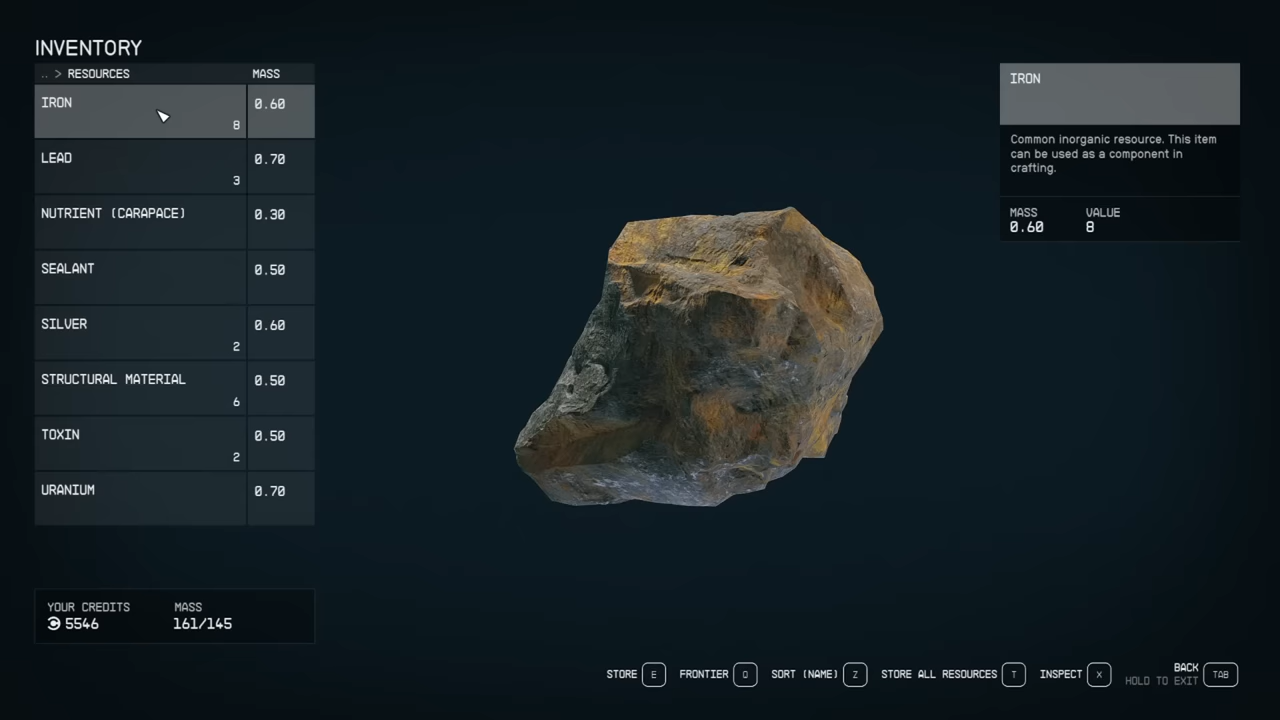 INVENTORY
.. > RESOURCES MASS
IRON 0.60
8
LEAD 0.70
3
NUTRIENT (CARAPACE) 0.30
SEALANT 0.50
SILVER 0.60
2
STRUCTURAL MATERIAL 0.50
6
TOXIN 0.50
2
URANIUM 0.70
YOUR CREDITS MASS
5546 161/145
IRON
Common inorganic resource. This item
can be used as a component in
crafting.
MASS VALUE
0.60 8
STORE E FRONTIER Q SORT (NAME) Z STORE ALL RESOURCES T INSPECT X BACK
HOLD TO EXIT TAB